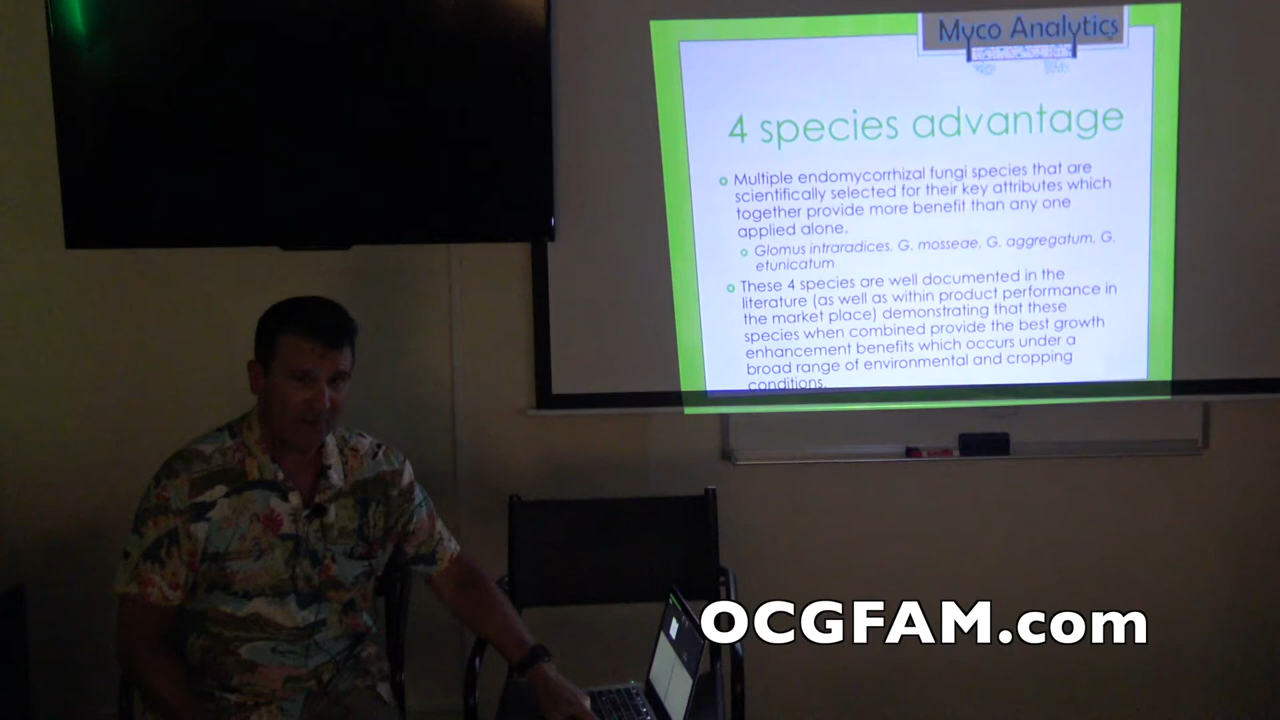 Myco Analytics
4 species advantage
Multiple endomycorrhizal fungi species that are
scientifically selected for their key attributes which
together provide more benefit than any one
applied alone.
Glomus intraradices, G. mosseae, G. aggregatum, G.
etunicatum
These 4 species are well documented in the
literature (as well as within product performance in
the market place) demonstrating that these
species when combined provide the best growth
enhancement benefits which occurs under a
broad range of environmental and cropping
conditions.
OCGFAM.com